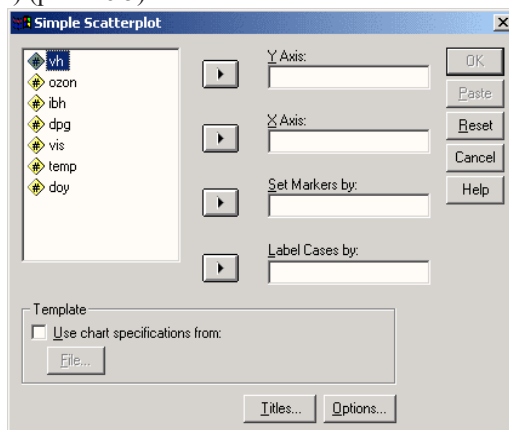 Simple Scatterplot
vh
ozon
ibh
dpg
vis
temp
doy
Y Axis:
X Axis:
Set Markers by:
Label Cases by:
OK
Paste
Reset
Cancel
Help
Template
Use chart specifications from:
File...
Titles...
Options...